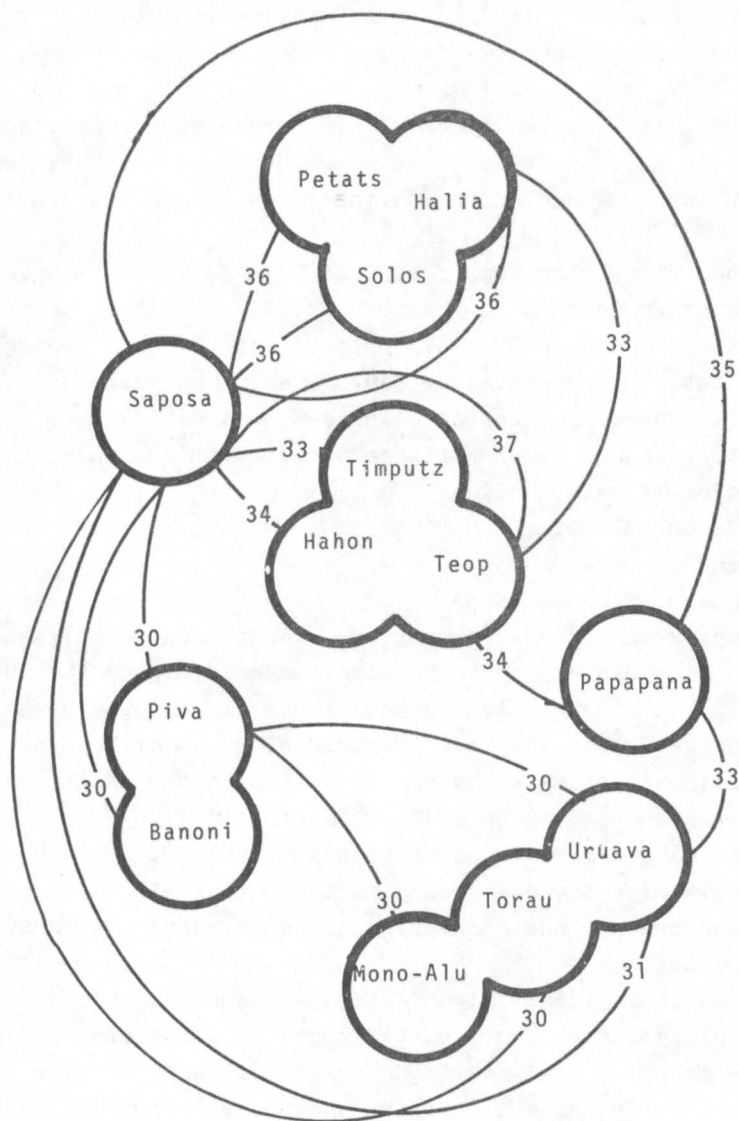 Petats
Halia
36
Solos
36
36
33
35
Saposa
37
33
Timputz
34
Hahon
Teop
30
34
Papapana
Piva
33
30
30
Banoni
Uruava
30
Torau
Mono-Alu
31
30